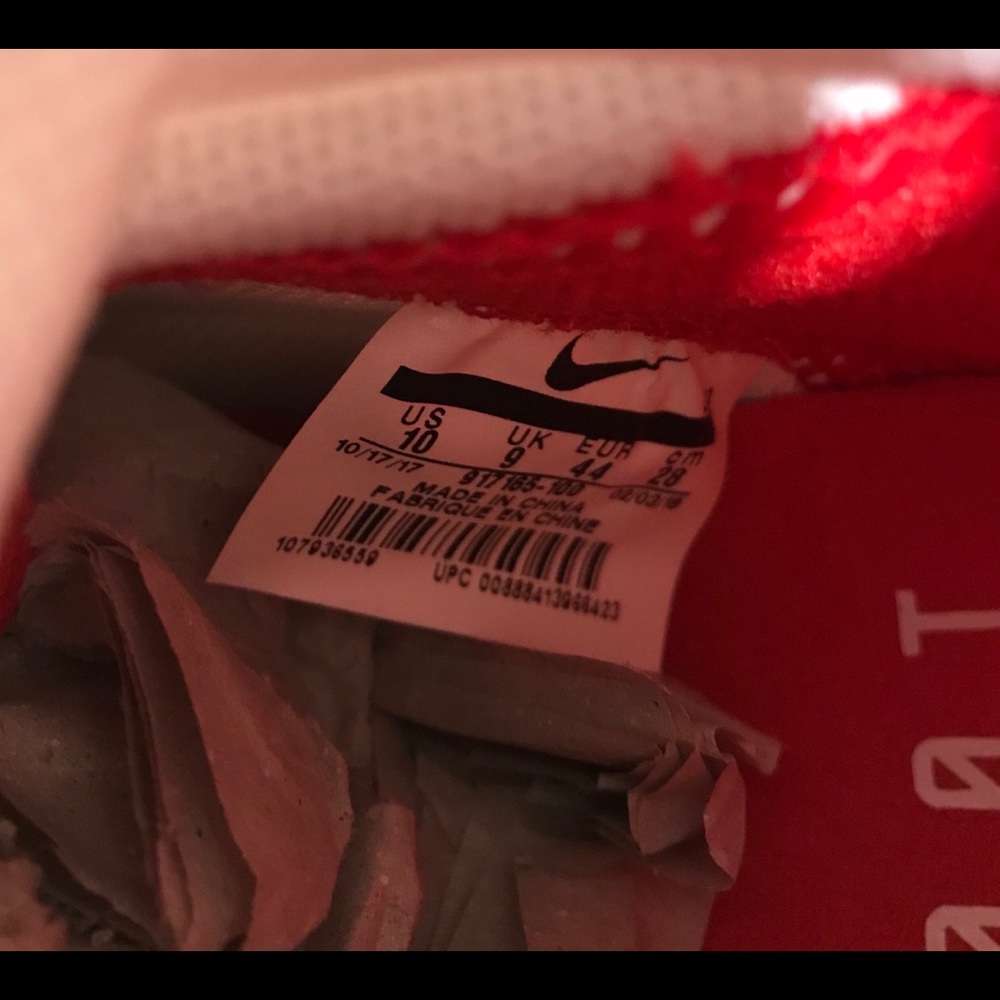 US UK EUR cm
10 9 44 28
10/17/17 917165-100 02/03/18
MADE IN CHINA
FABRIQUÉ EN CHINE
107936559
UPC